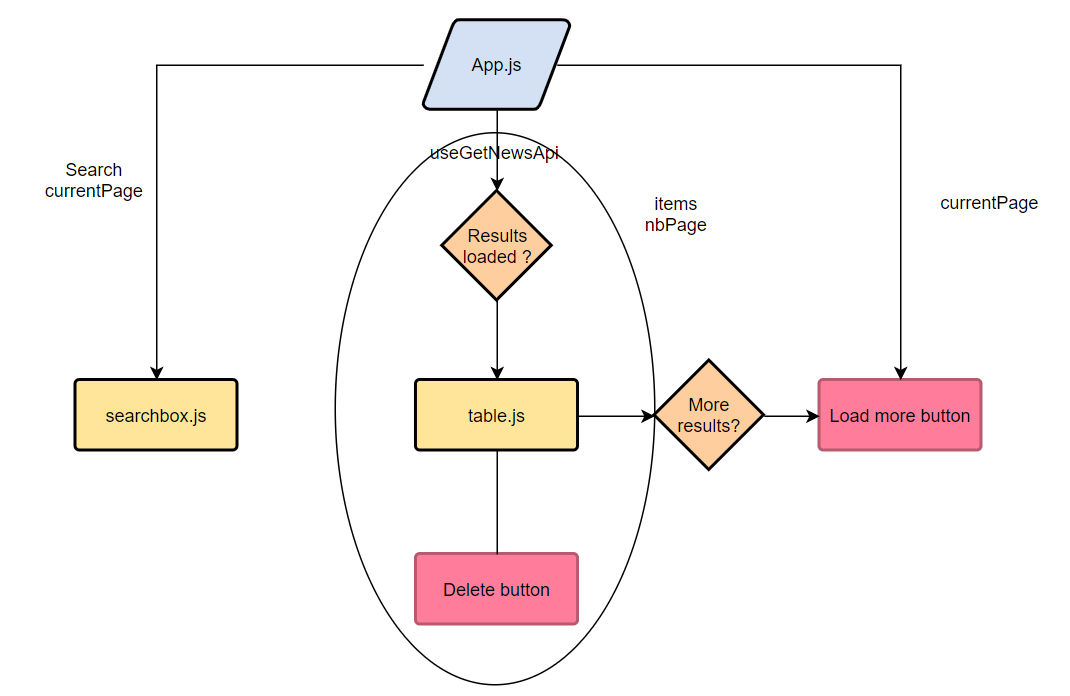 App.js
useGetNewsApi
Search
currentPage
items
nbPage
currentPage
Results
loaded ?
searchbox.js
table.js
More
results?
Load more button
Delete button